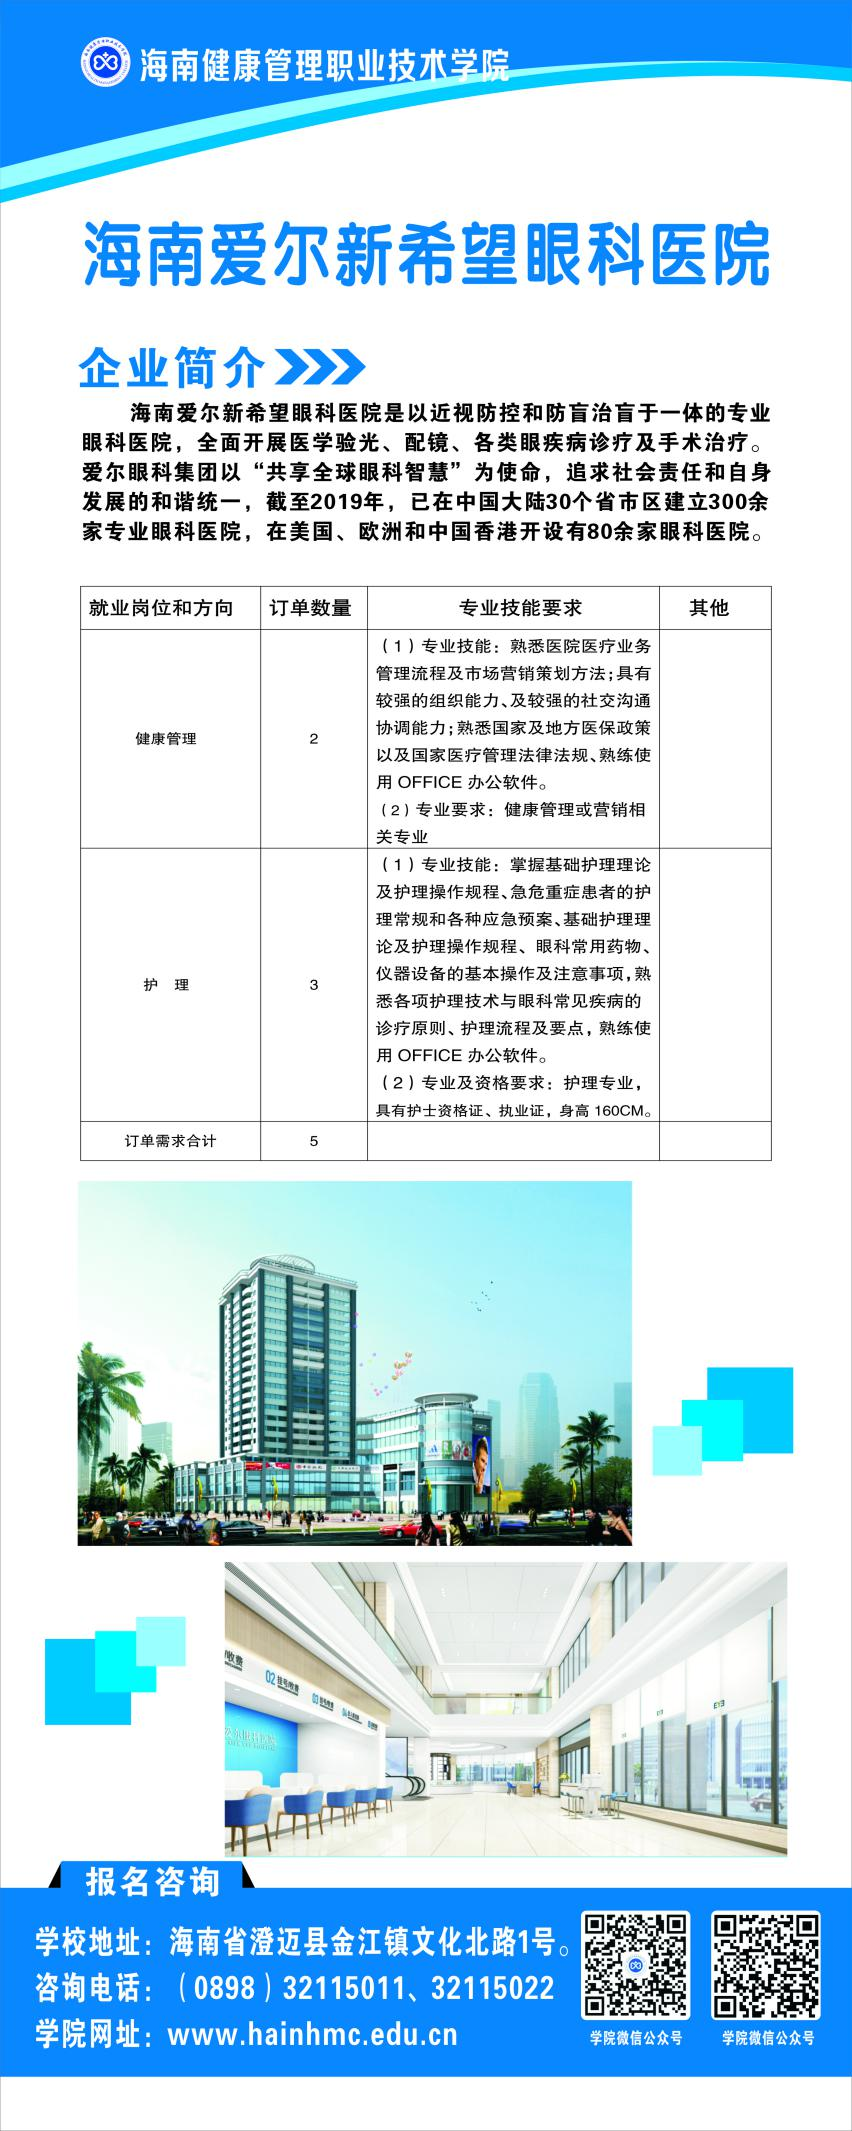 海南健康管理职业技术学院
海南爱尔新希望眼科医院
企业简介
海南爱尔新希望眼科医院是以近视防控和防盲治盲于一体的专业
眼科医院，全面开展医学验光、配镜、各类眼疾病诊疗及手术治疗。
爱尔眼科集团以“共享全球眼科智慧”为使命，追求社会责任和自身
发展的和谐统一，截至2019年，已在中国大陆30个省市区建立300余
家专业眼科医院，在美国、欧洲和中国香港开设有80余家眼科医院。
就业岗位和方向 订单数量 专业技能要求 其他
健康管理 2
（1）专业技能：熟悉医院医疗业务
管理流程及市场营销策划方法；具有
较强的组织能力、及较强的社交沟通
协调能力；熟悉国家及地方医保政策
以及国家医疗管理法律法规、熟练使
用 OFFICE 办公软件。
（2）专业要求：健康管理或营销相
关专业
护 理 3
（1）专业技能：掌握基础护理理论
及护理操作规程、急危重症患者的护
理常规和各种应急预案、基础护理理
论及护理操作规程、眼科常用药物、
仪器设备的基本操作及注意事项，熟
悉各项护理技术与眼科常见疾病的
诊疗原则、护理流程及要点，熟练使
用 OFFICE 办公软件。
（2）专业及资格要求：护理专业，
具有护士资格证、执业证，身高 160CM。
订单需求合计 5
收费
02 挂号/收费
03 挂号/收费
报名咨询
学校地址：海南省澄迈县金江镇文化北路1号。
咨询电话：（0898）32115011、32115022
学院网址：www.hainhmc.edu.cn
学院微信公众号
学院微信公众号